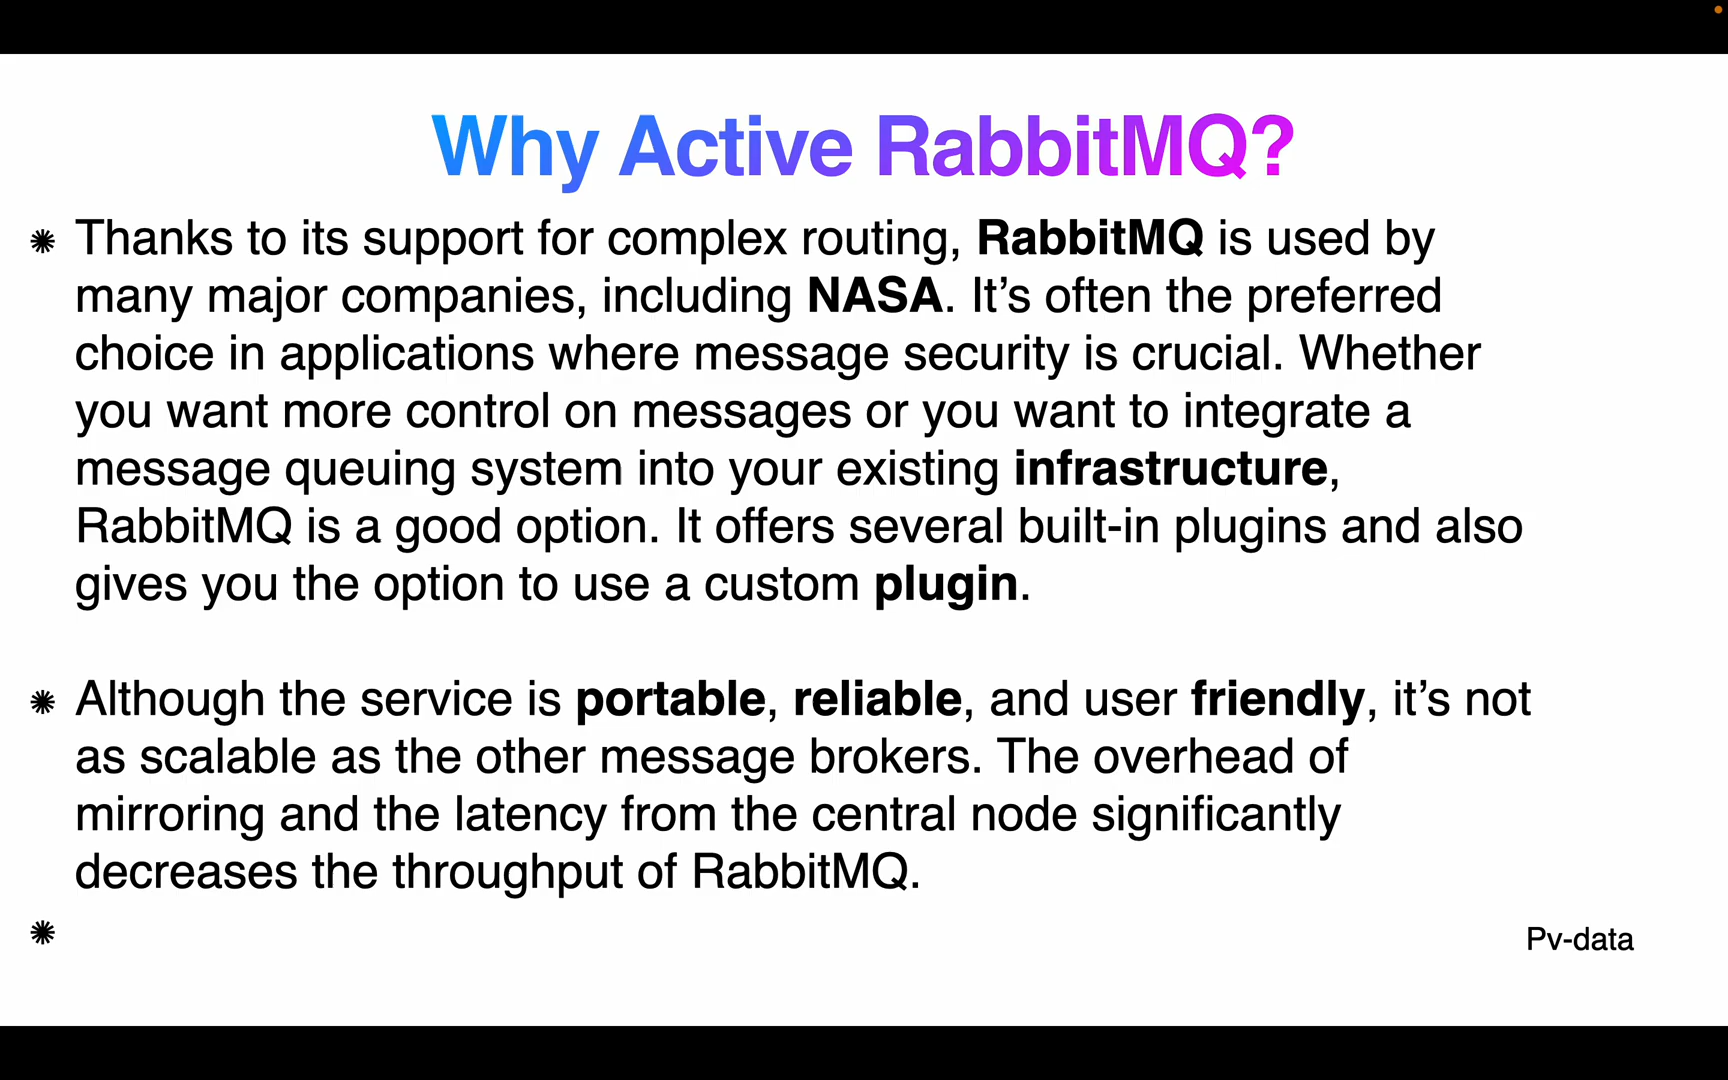 Why Active RabbitMQ?
Thanks to its support for complex routing, RabbitMQ is used by
many major companies, including NASA. It’s often the preferred
choice in applications where message security is crucial. Whether
you want more control on messages or you want to integrate a
message queuing system into your existing infrastructure,
RabbitMQ is a good option. It offers several built-in plugins and also
gives you the option to use a custom plugin.
Although the service is portable, reliable, and user friendly, it’s not
as scalable as the other message brokers. The overhead of
mirroring and the latency from the central node significantly
decreases the throughput of RabbitMQ.
Pv-data